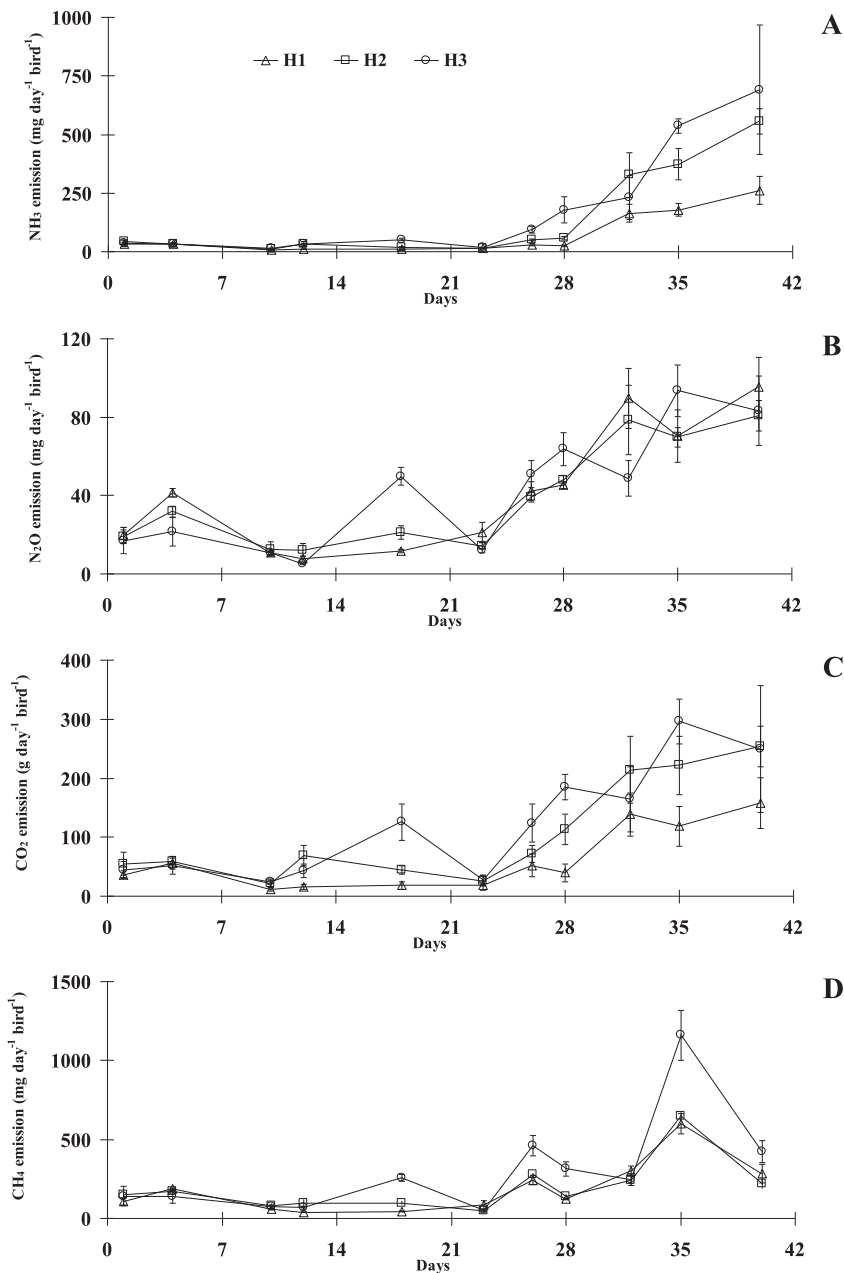 A
NH₃ emission (mg day⁻¹ bird⁻¹)
1000
750
500
250
0
H1 H2 H3
0 7 14 21 28 35 42
Days
B
N₂O emission (mg day⁻¹ bird⁻¹)
120
80
40
0
0 7 14 21 28 35 42
Days
C
CO₂ emission (g day⁻¹ bird⁻¹)
400
300
200
100
0
0 7 14 21 28 35 42
Days
D
CH₄ emission (mg day⁻¹ bird⁻¹)
1500
1000
500
0
0 7 14 21 28 35 42
Days